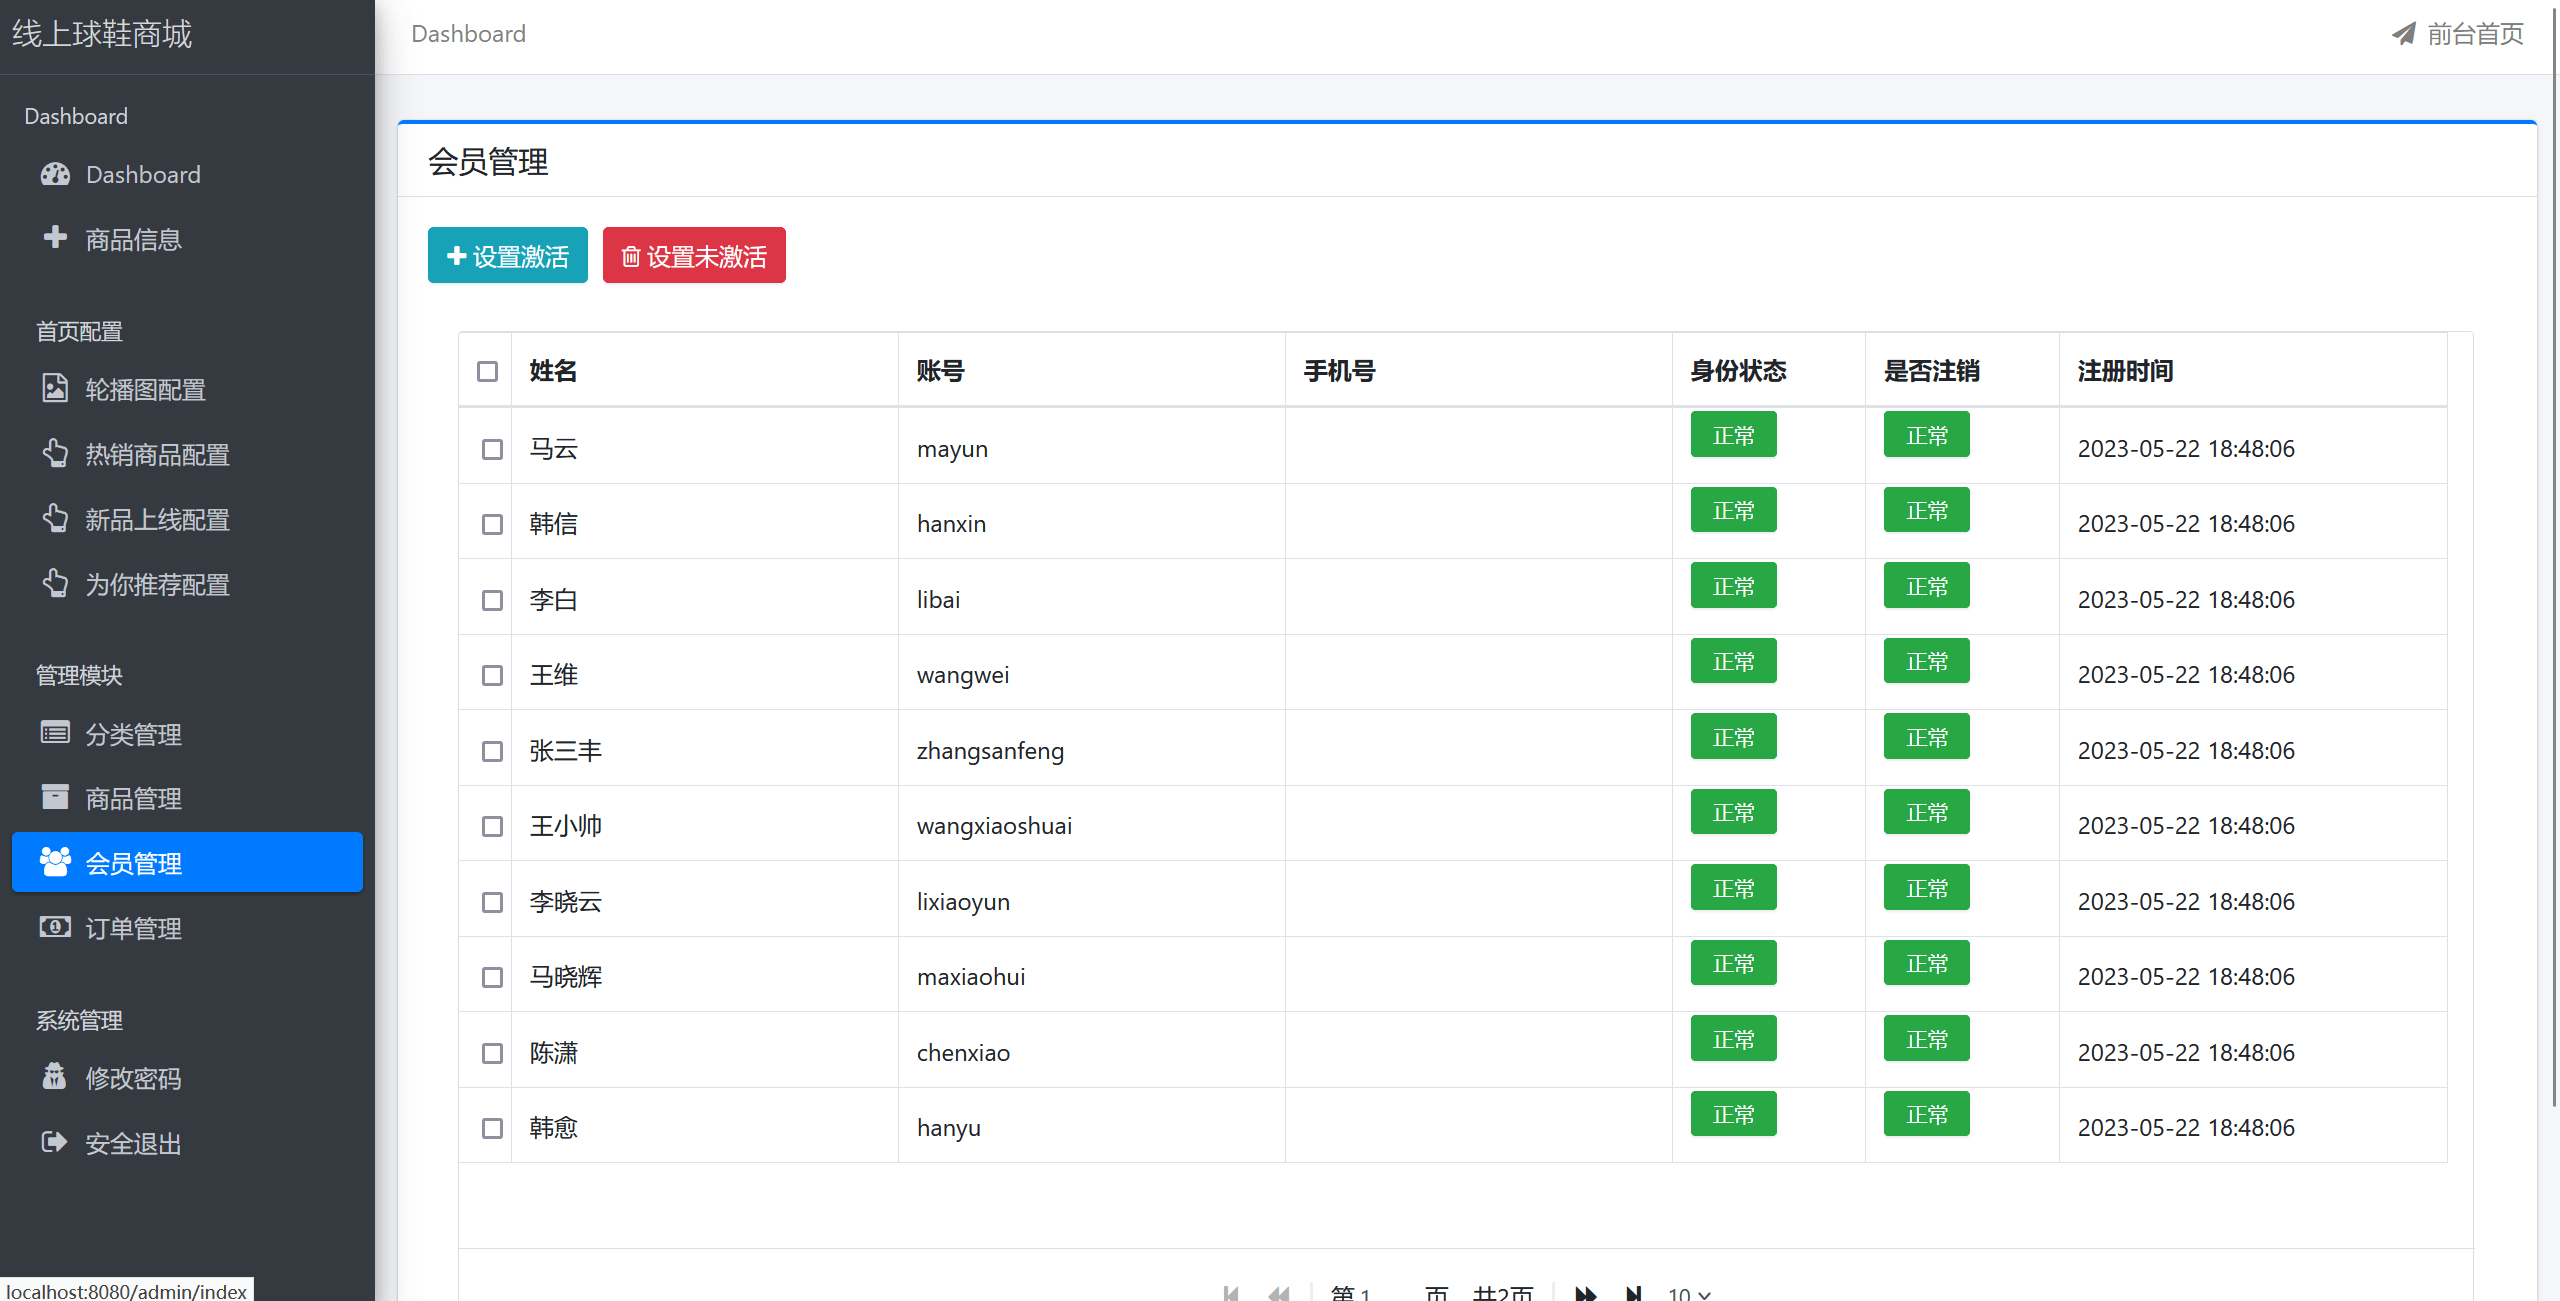 线上球鞋商城
Dashboard
前台首页
Dashboard
Dashboard
商品信息
首页配置
轮播图配置
热销商品配置
新品上线配置
为你推荐配置
管理模块
分类管理
商品管理
会员管理
订单管理
系统管理
修改密码
安全退出
localhost:8080/admin/index
会员管理
设置激活 设置未激活
姓名 账号 手机号 身份状态 是否注销 注册时间
马云 mayun 正常 正常 2023-05-22 18:48:06
韩信 hanxin 正常 正常 2023-05-22 18:48:06
李白 libai 正常 正常 2023-05-22 18:48:06
王维 wangwei 正常 正常 2023-05-22 18:48:06
张三丰 zhangsanfeng 正常 正常 2023-05-22 18:48:06
王小帅 wangxiaoshuai 正常 正常 2023-05-22 18:48:06
李晓云 lixiaoyun 正常 正常 2023-05-22 18:48:06
马晓辉 maxiaohui 正常 正常 2023-05-22 18:48:06
陈潇 chenxiao 正常 正常 2023-05-22 18:48:06
韩愈 hanyu 正常 正常 2023-05-22 18:48:06
第 1 页 共2页 10